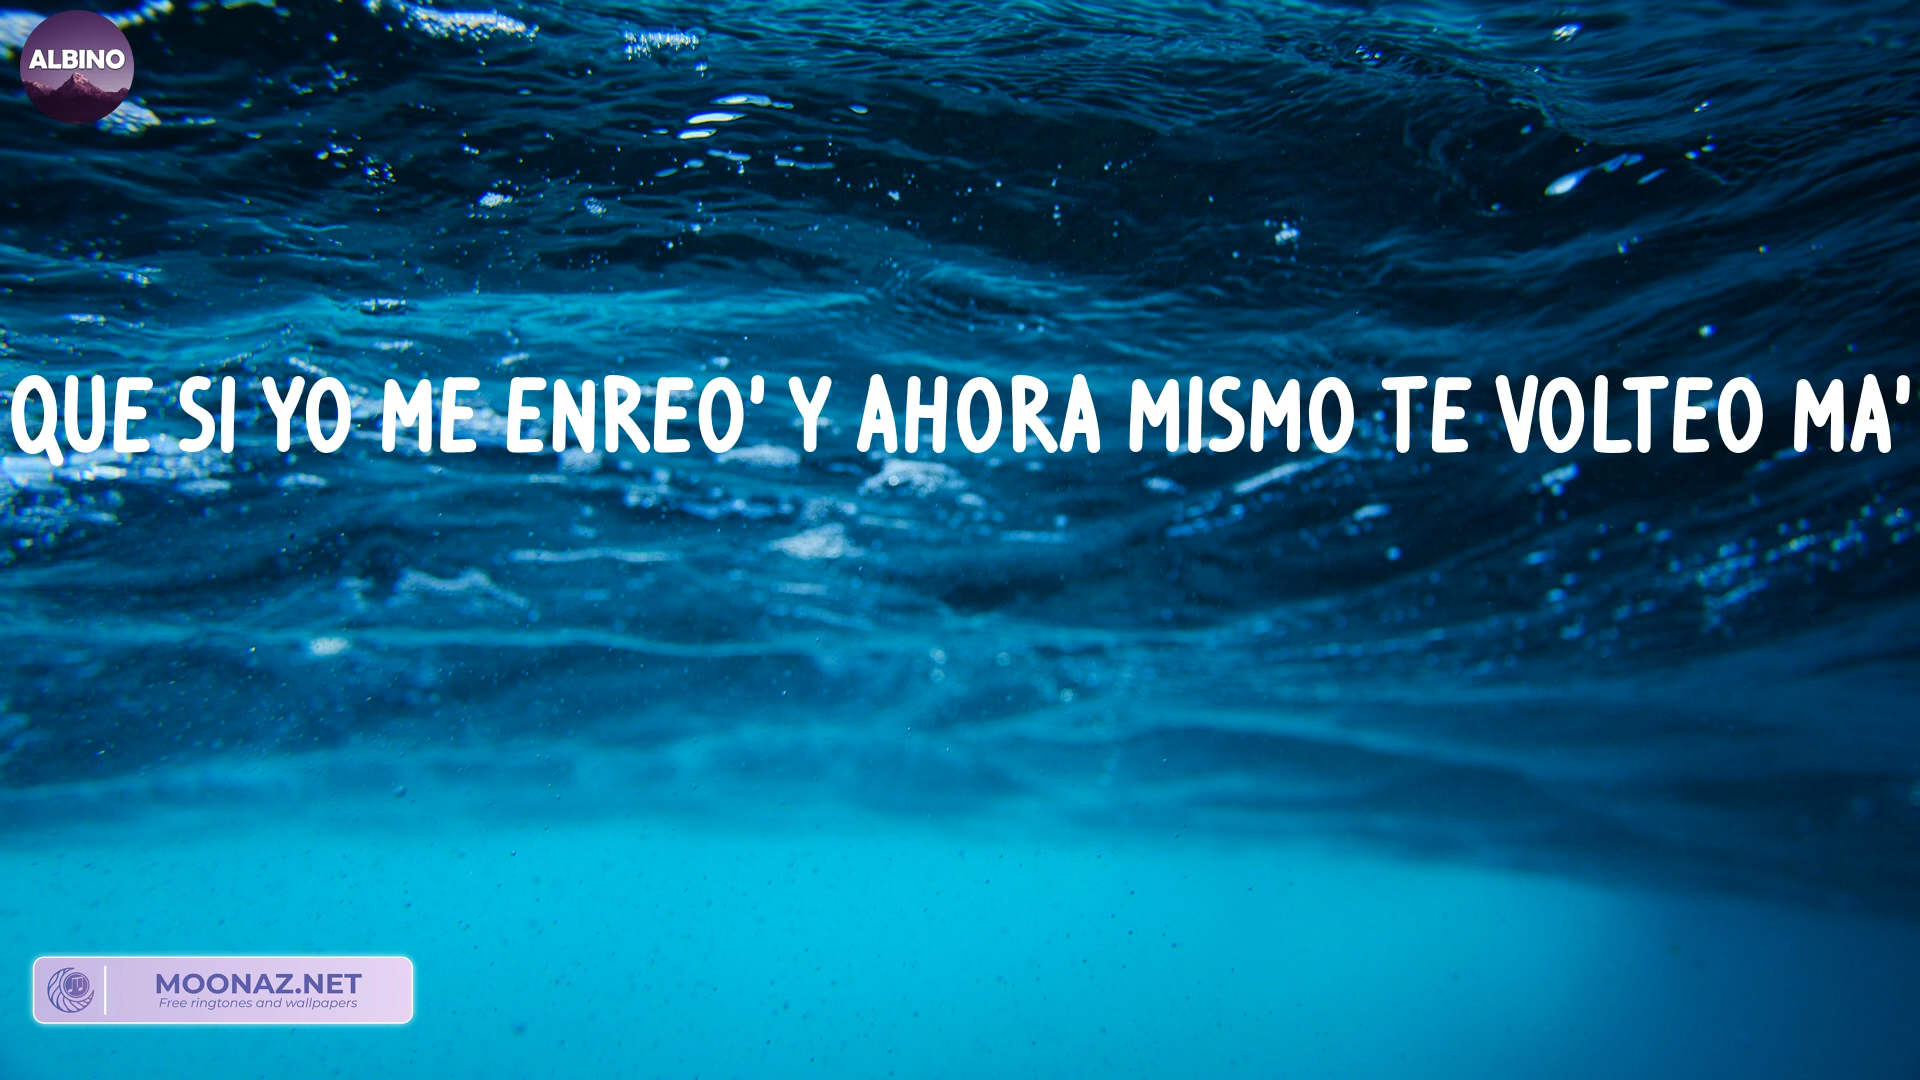 ALBINO
QUE SI YO ME ENREO' Y AHORA MISMO TE VOLTEO MA'
MOONAZ.NET
Free ringtones and wallpapers